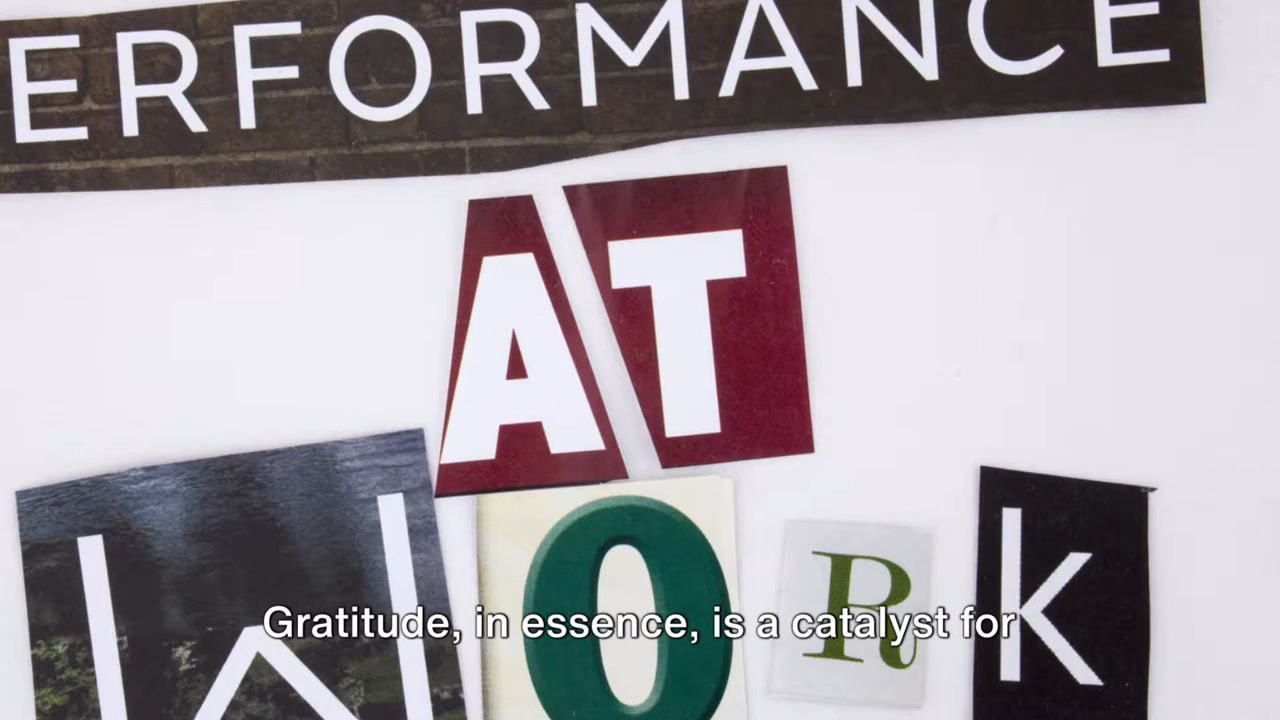 ERFORMANCE
AT
WORK
Gratitude, in essence, is a catalyst for